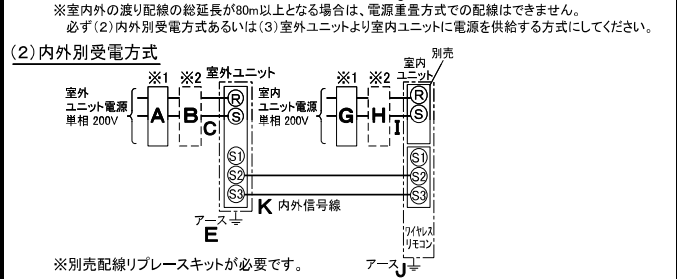 ※室内外の渡り配線の総延長が80m以上となる場合は、電源重畳方式での配線はできません。
必ず(2)内外別受電方式あるいは(3)室外ユニットより室内ユニットに電源を供給する方式にしてください。
(2)内外別受電方式
※1 ※2 室外ユニット
室外
ユニット電源
単相 200V
A
B
C
R
S
S1
S2
S3
アース
E
K 内外信号線
※1 ※2 室内
ユニット
別売
室内
ユニット電源
単相 200V
G
H
I
R
S
S1
S2
S3
ワイヤレス
リモコン
アース
J
※別売配線リプレースキットが必要です。